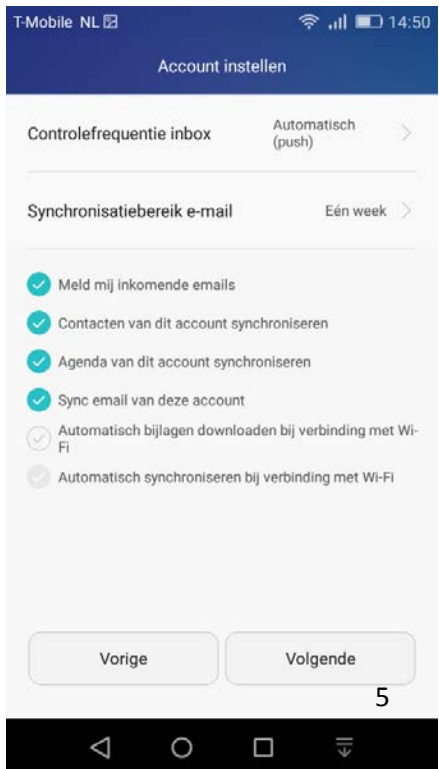 T-Mobile NL 14:50
Account instellen
Controlefrequentie inbox Automatisch
(push)
Synchronisatiebereik e-mail Eén week
Meld mij inkomende emails
Contacten van dit account synchroniseren
Agenda van dit account synchroniseren
Sync email van deze account
Automatisch bijlagen downloaden bij verbinding met Wi-
Fi
Automatisch synchroniseren bij verbinding met Wi-Fi
Vorige Volgende
5